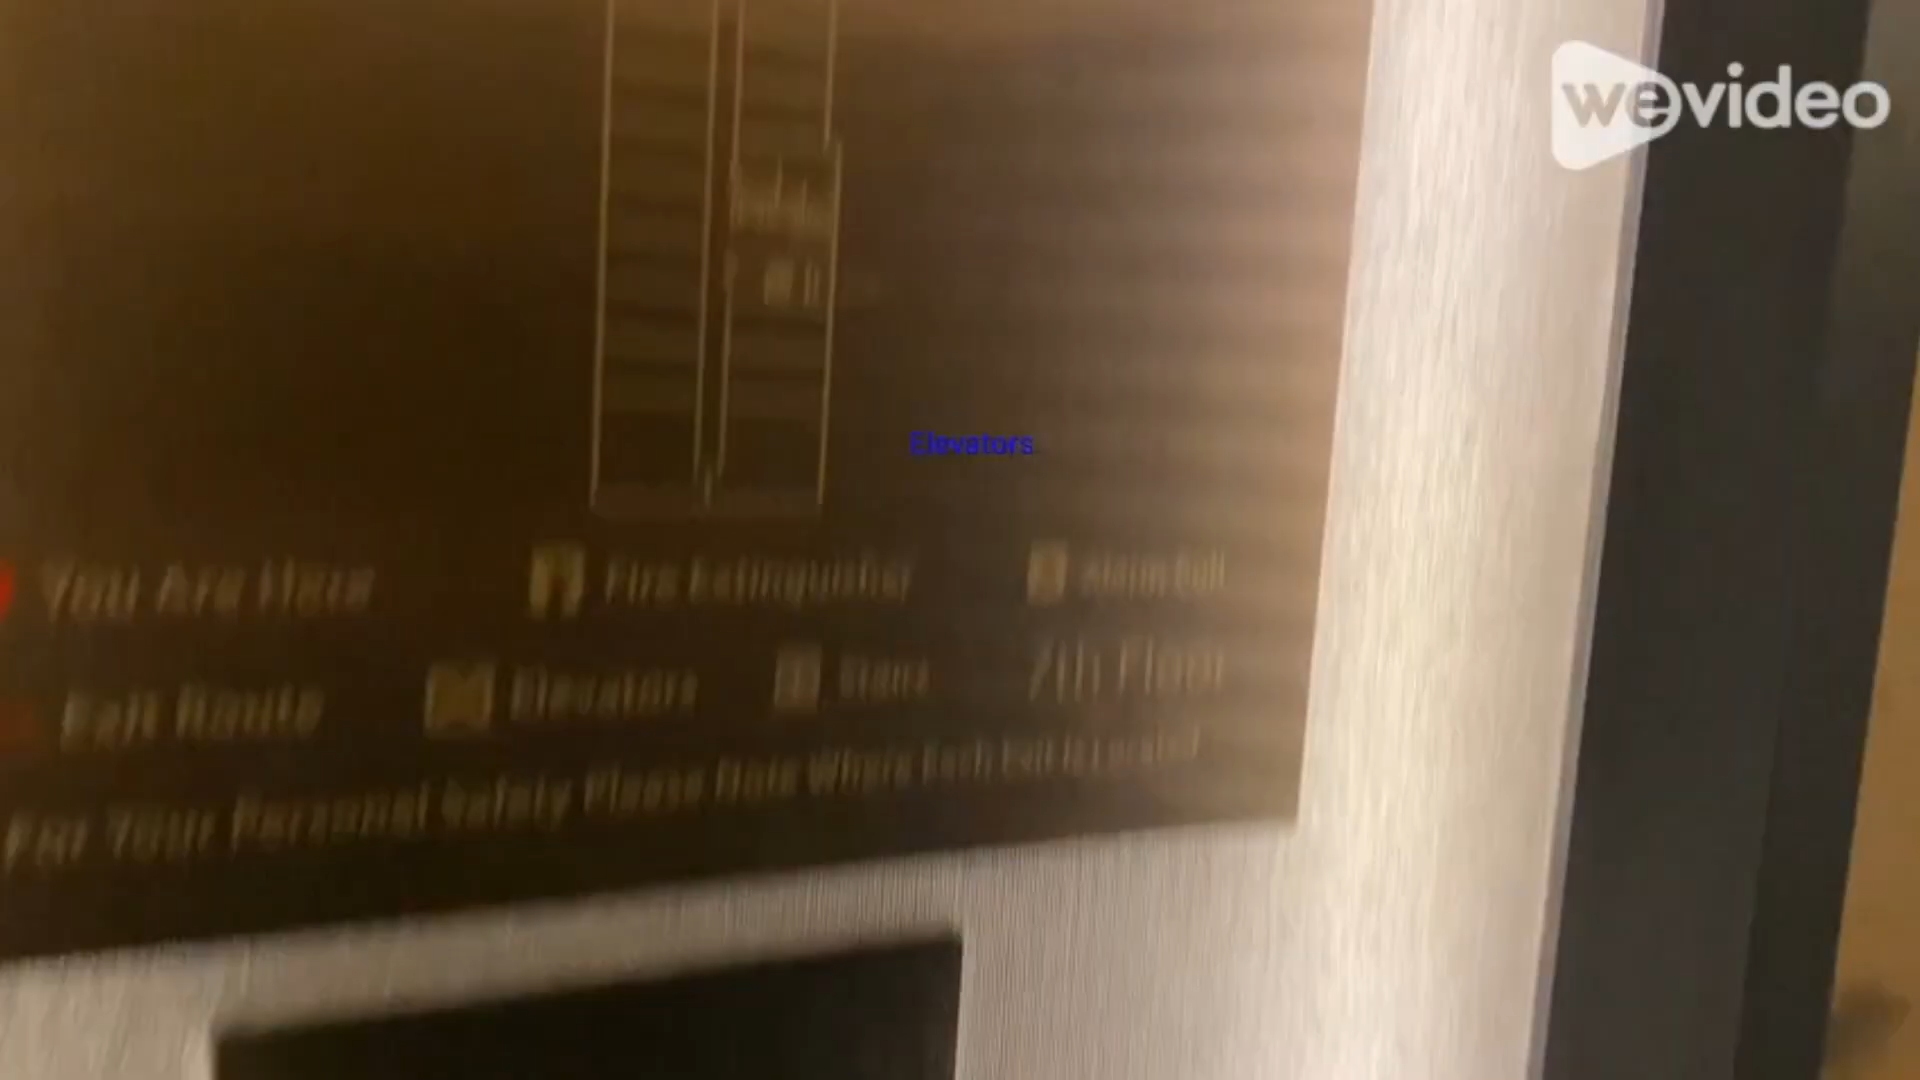 wevideo
Elevators
You Are Here
Fire Extinguisher
Exit Route
Elevators
Stairs
7th Floor
For Your Personal Safety Please Note Where Each Exit Is Located